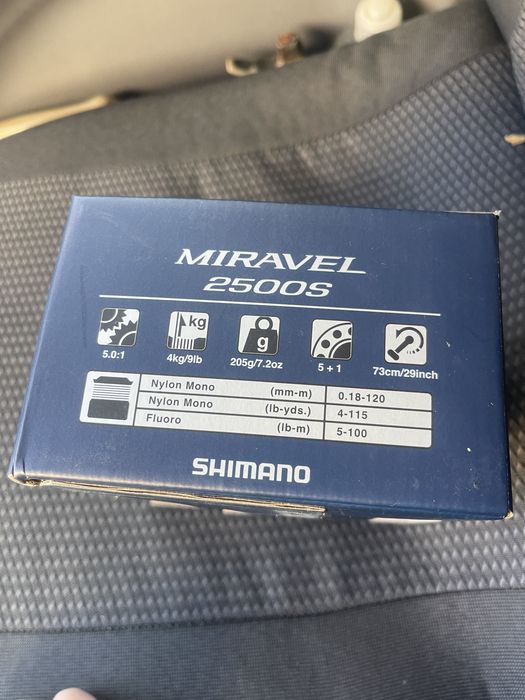 MIRAVEL
2500S
kg
g
5.0:1 4kg/9lb 205g/7.2oz 5 + 1 73cm/29inch
Nylon Mono (mm-m) 0.18-120
Nylon Mono (lb-yds.) 4-115
Fluoro (lb-m) 5-100
SHIMANO